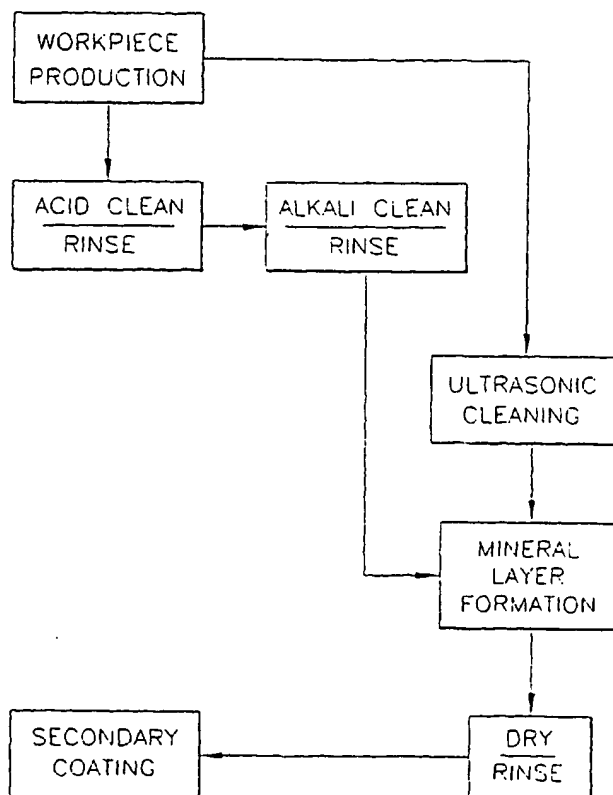 WORKPIECE
PRODUCTION
ACID CLEAN
RINSE
ALKALI CLEAN
RINSE
ULTRASONIC
CLEANING
MINERAL
LAYER
FORMATION
SECONDARY
COATING
DRY
RINSE